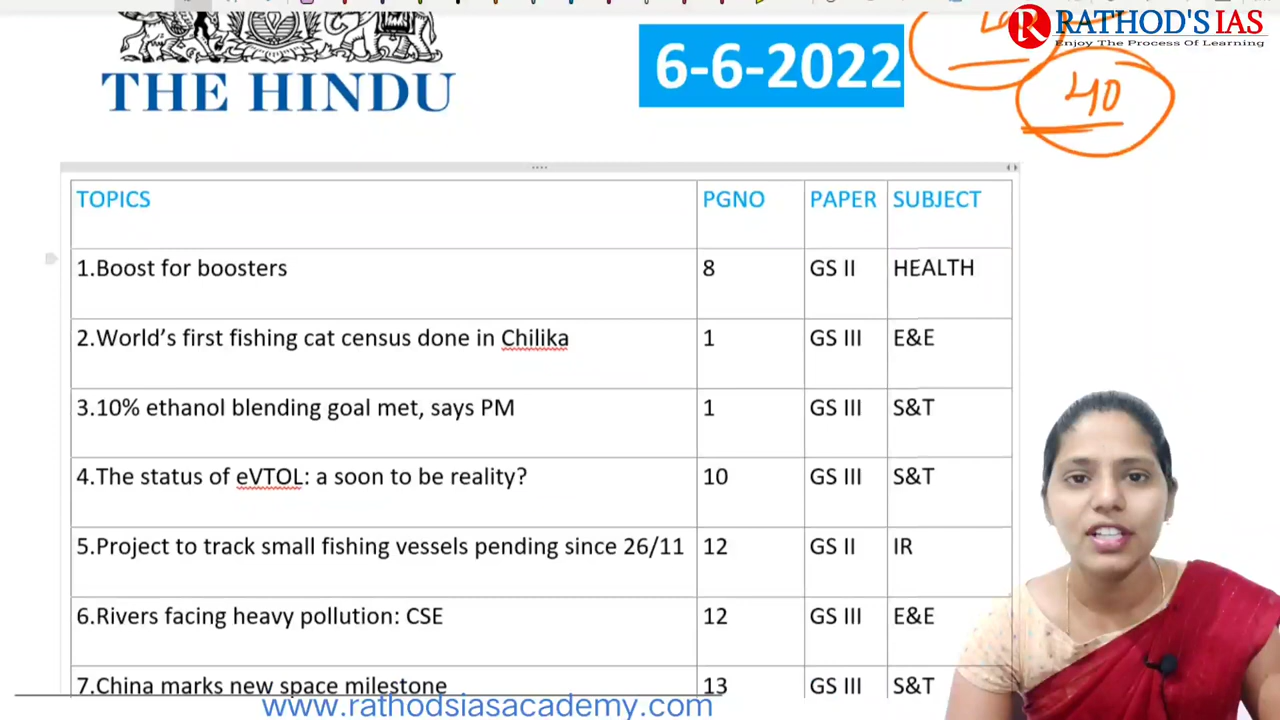 RATHOD'S IAS
Enjoy The Process Of Learning
THE HINDU
6-6-2022
40
TOPICS PGNO PAPER SUBJECT
1.Boost for boosters 8 GS II HEALTH
2.World’s first fishing cat census done in Chilika 1 GS III E&E
3.10% ethanol blending goal met, says PM 1 GS III S&T
4.The status of eVTOL: a soon to be reality? 10 GS III S&T
5.Project to track small fishing vessels pending since 26/11 12 GS II IR
6.Rivers facing heavy pollution: CSE 12 GS III E&E
7.China marks new space milestone 13 GS III S&T
www.rathodsiasacademy.com